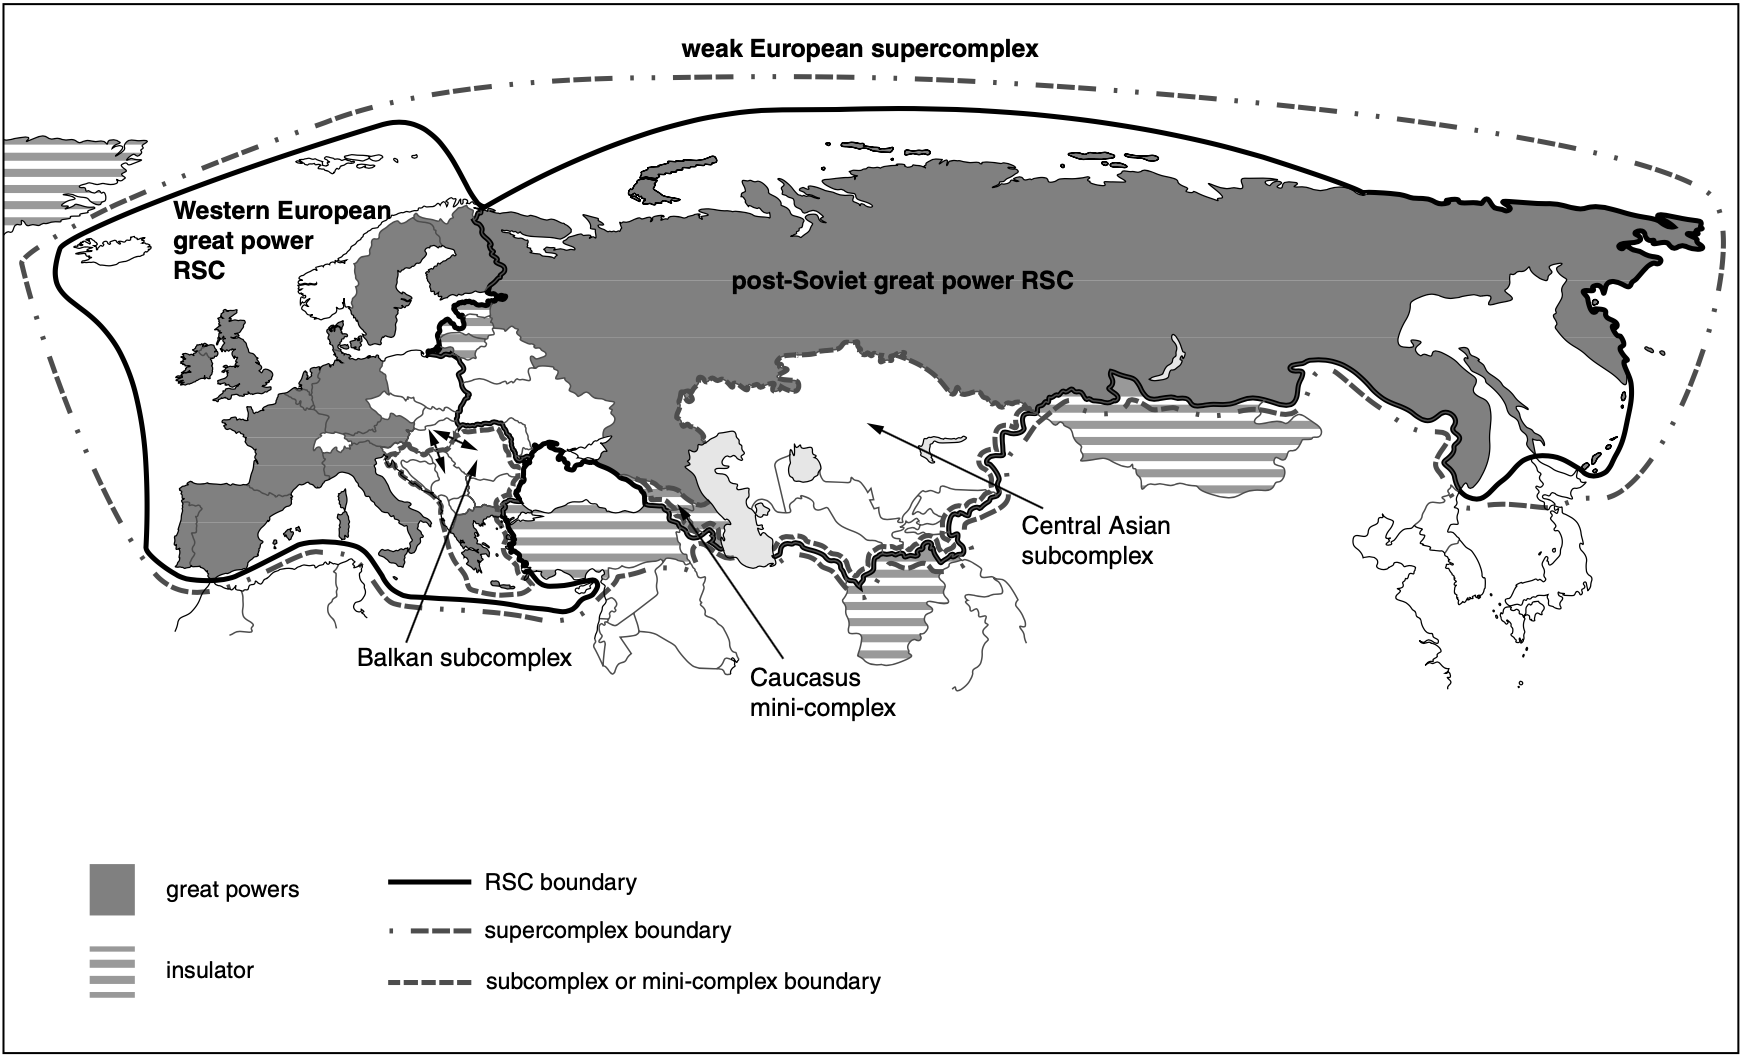 weak European supercomplex
Western European
great power
RSC
post-Soviet great power RSC
Central Asian
subcomplex
Balkan subcomplex
Caucasus
mini-complex
great powers
RSC boundary
supercomplex boundary
insulator
subcomplex or mini-complex boundary